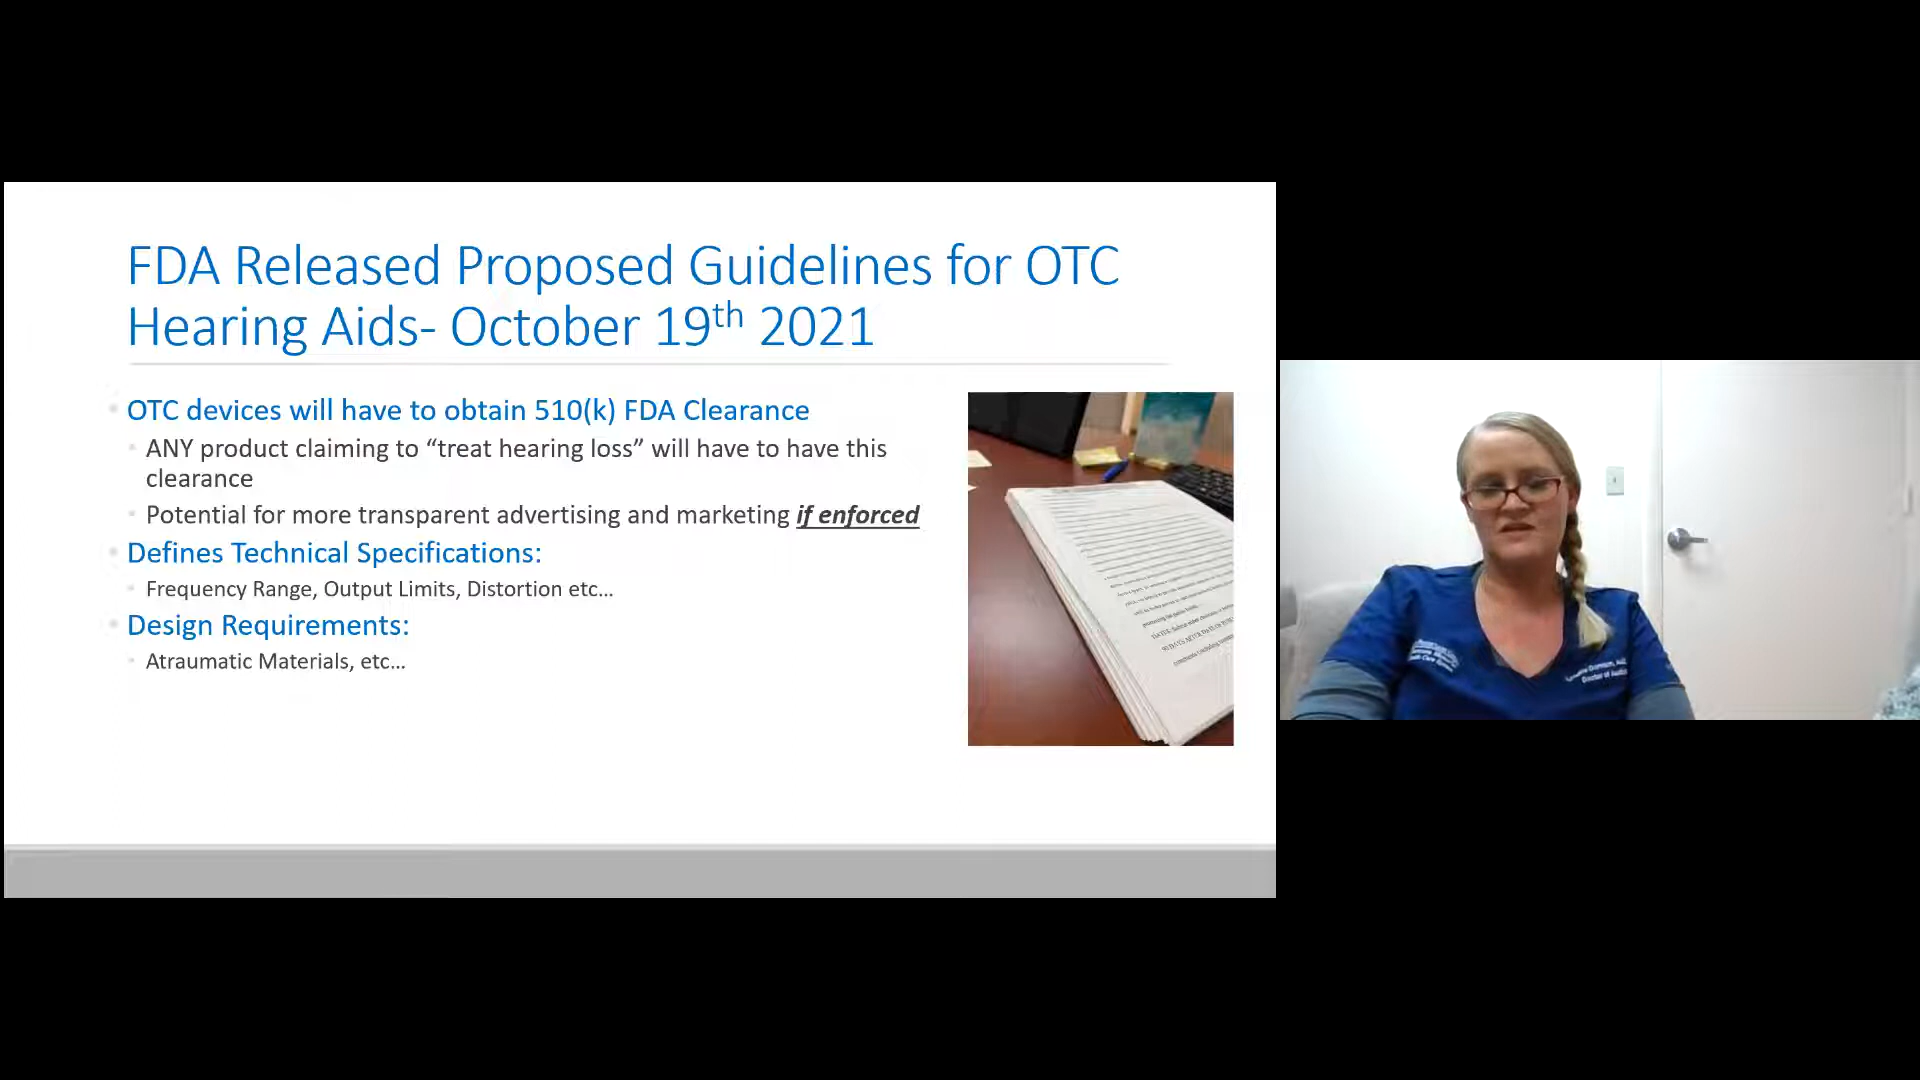 FDA Released Proposed Guidelines for OTC
Hearing Aids- October 19th 2021
OTC devices will have to obtain 510(k) FDA Clearance
ANY product claiming to “treat hearing loss” will have to have this
clearance
Potential for more transparent advertising and marketing if enforced
Defines Technical Specifications:
Frequency Range, Output Limits, Distortion etc…
Design Requirements:
Atraumatic Materials, etc…
Doctor of